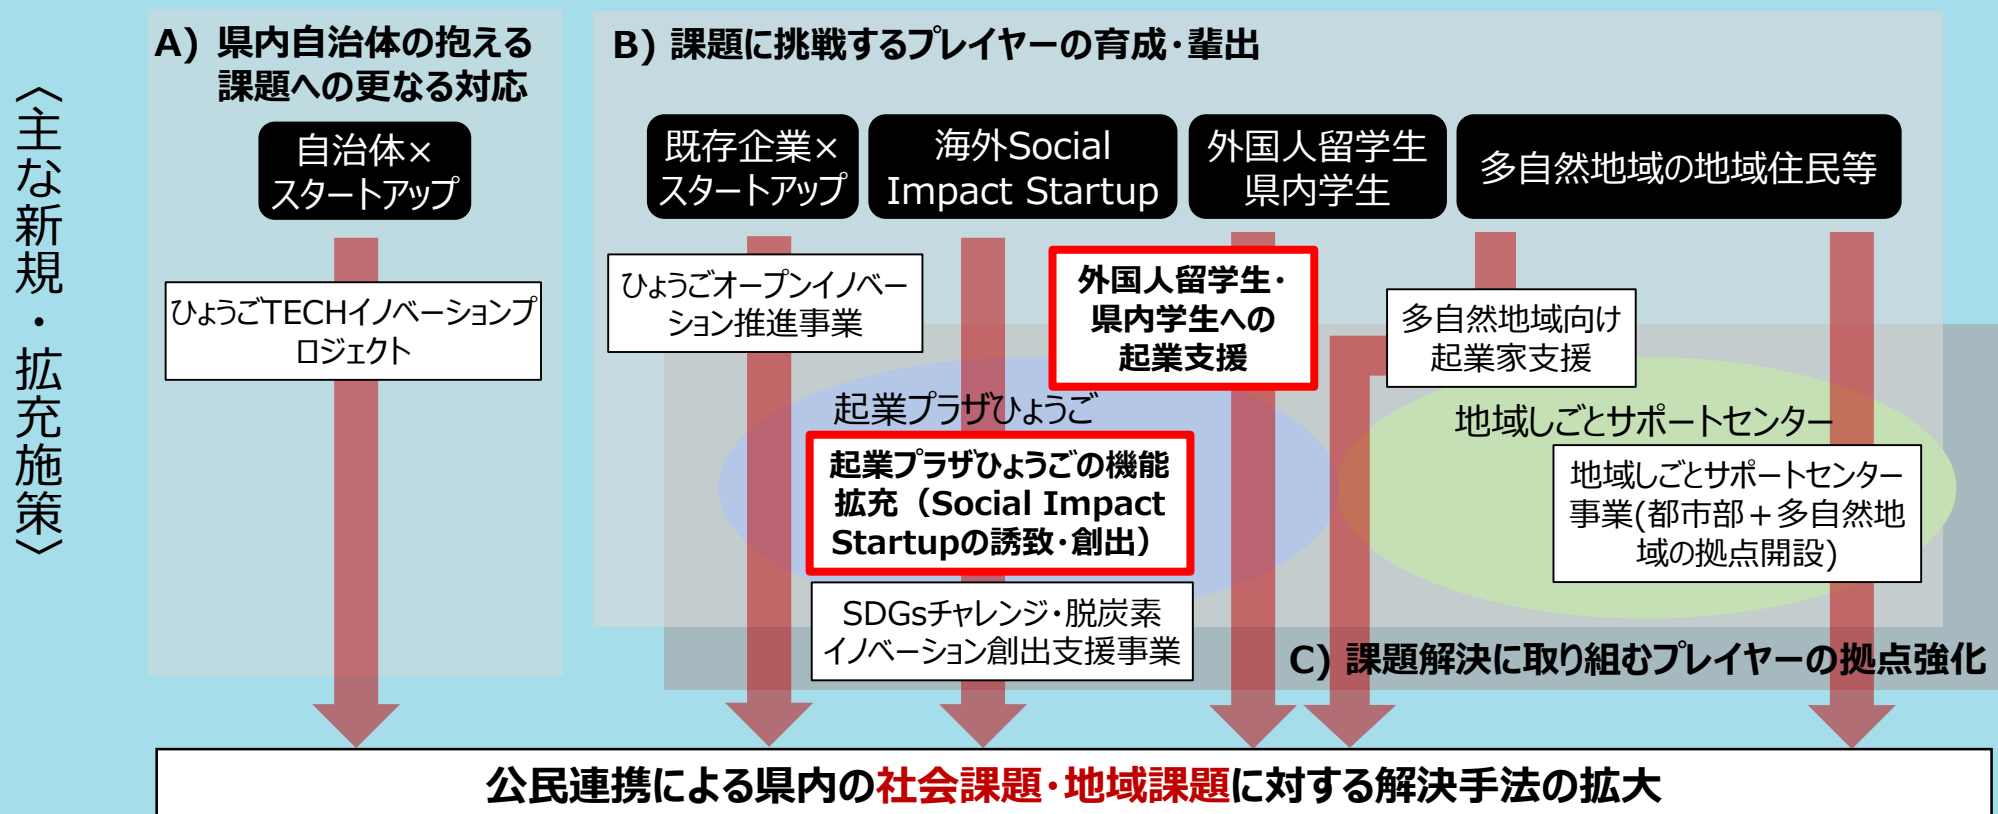 〈主な新規・拡充施策〉
A) 県内自治体の抱える
課題への更なる対応
自治体×
スタートアップ
ひょうごTECHイノベーションプ
ロジェクト
B) 課題に挑戦するプレイヤーの育成・輩出
既存企業×
スタートアップ
海外Social
Impact Startup
外国人留学生
県内学生
多自然地域の地域住民等
ひょうごオープンイノベー
ション推進事業
外国人留学生・
県内学生への
起業支援
多自然地域向け
起業家支援
起業プラザひょうご
起業プラザひょうごの機能
拡充（Social Impact
Startupの誘致・創出）
SDGsチャレンジ・脱炭素
イノベーション創出支援事業
地域しごとサポートセンター
地域しごとサポートセンター
事業(都市部＋多自然地
域の拠点開設)
C) 課題解決に取り組むプレイヤーの拠点強化
公民連携による県内の社会課題・地域課題に対する解決手法の拡大